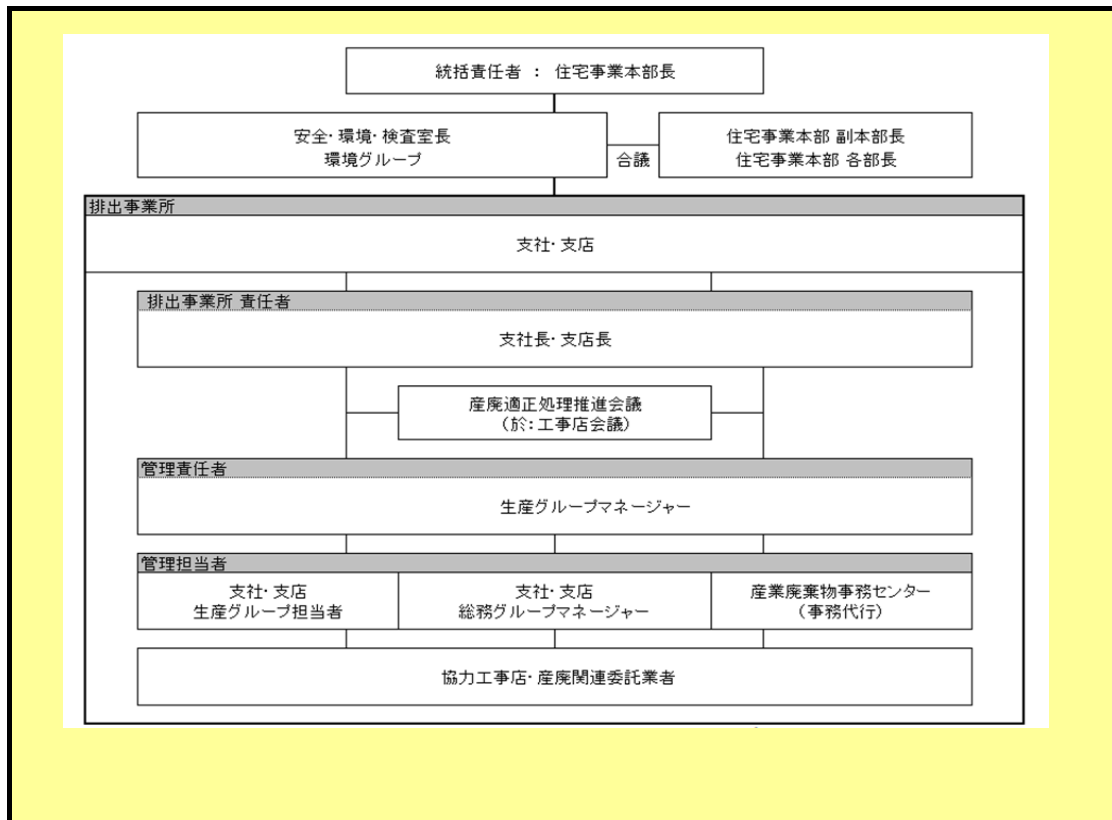 統括責任者 : 住宅事業本部長
安全・環境・検査室長
環境グループ
合議
住宅事業本部 副本部長
住宅事業本部 各部長
排出事業所
支社・支店
排出事業所 責任者
支社長・支店長
産廃適正処理推進会議
(於:工事店会議)
管理責任者
生産グループマネージャー
管理担当者
支社・支店
生産グループ担当者
支社・支店
総務グループマネージャー
産業廃棄物事務センター
(事務代行)
協力工事店・産廃関連委託業者